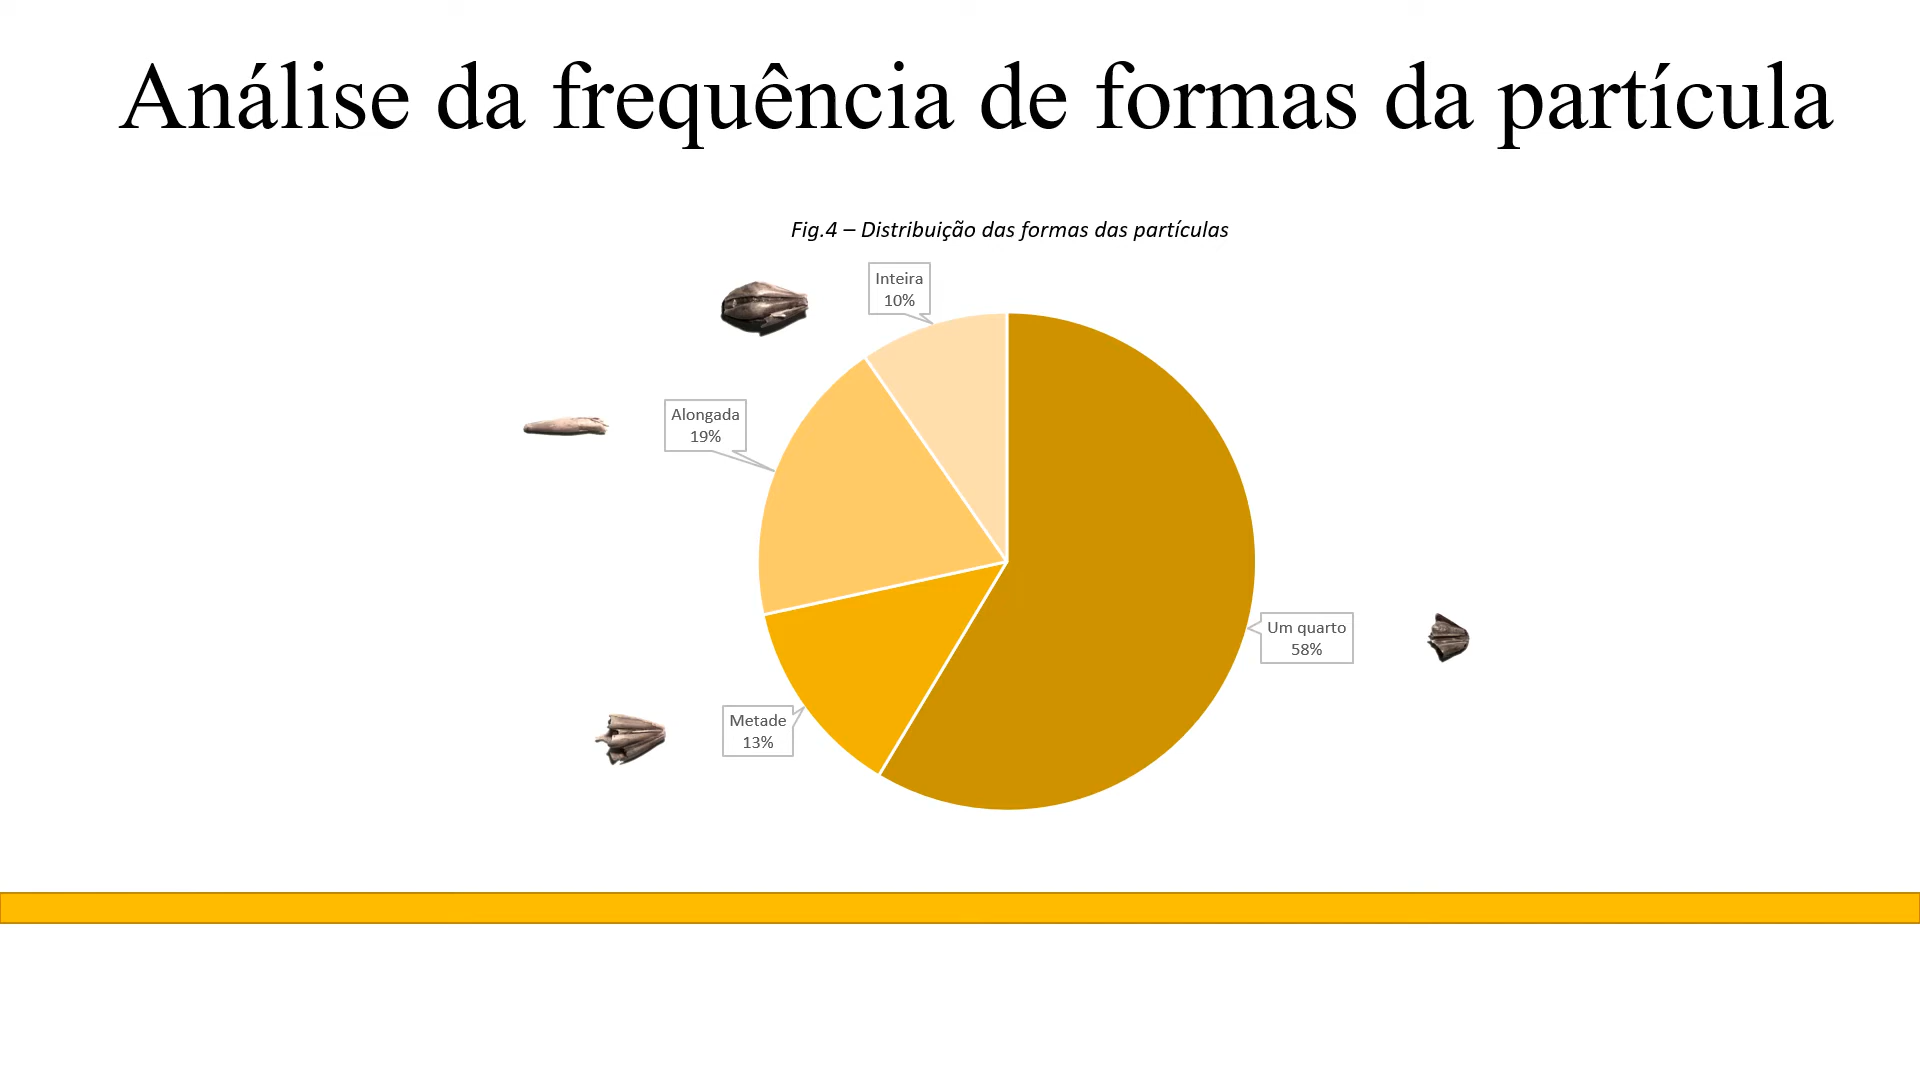 Análise da frequência de formas da partícula
Fig.4 – Distribuição das formas das partículas
Inteira
10%
Alongada
19%
Um quarto
58%
Metade
13%